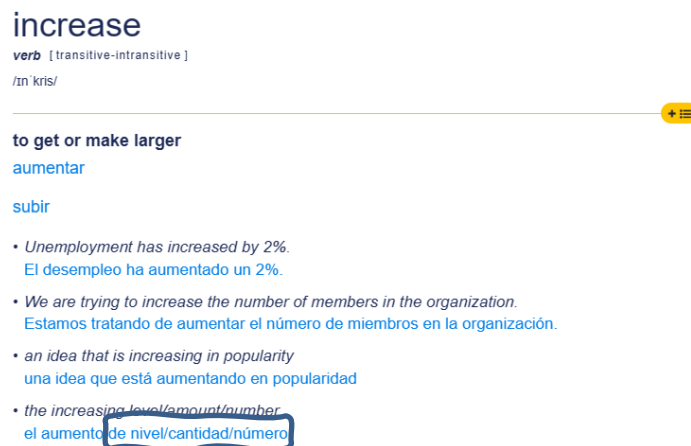 increase
verb [transitive-intransitive]
/ɪnˈkris/
to get or make larger
aumentar
subir
• Unemployment has increased by 2%.
El desempleo ha aumentado un 2%.
• We are trying to increase the number of members in the organization.
Estamos tratando de aumentar el número de miembros en la organización.
• an idea that is increasing in popularity
una idea que está aumentando en popularidad
• the increasing level/amount/number
el aumento de nivel/cantidad/número